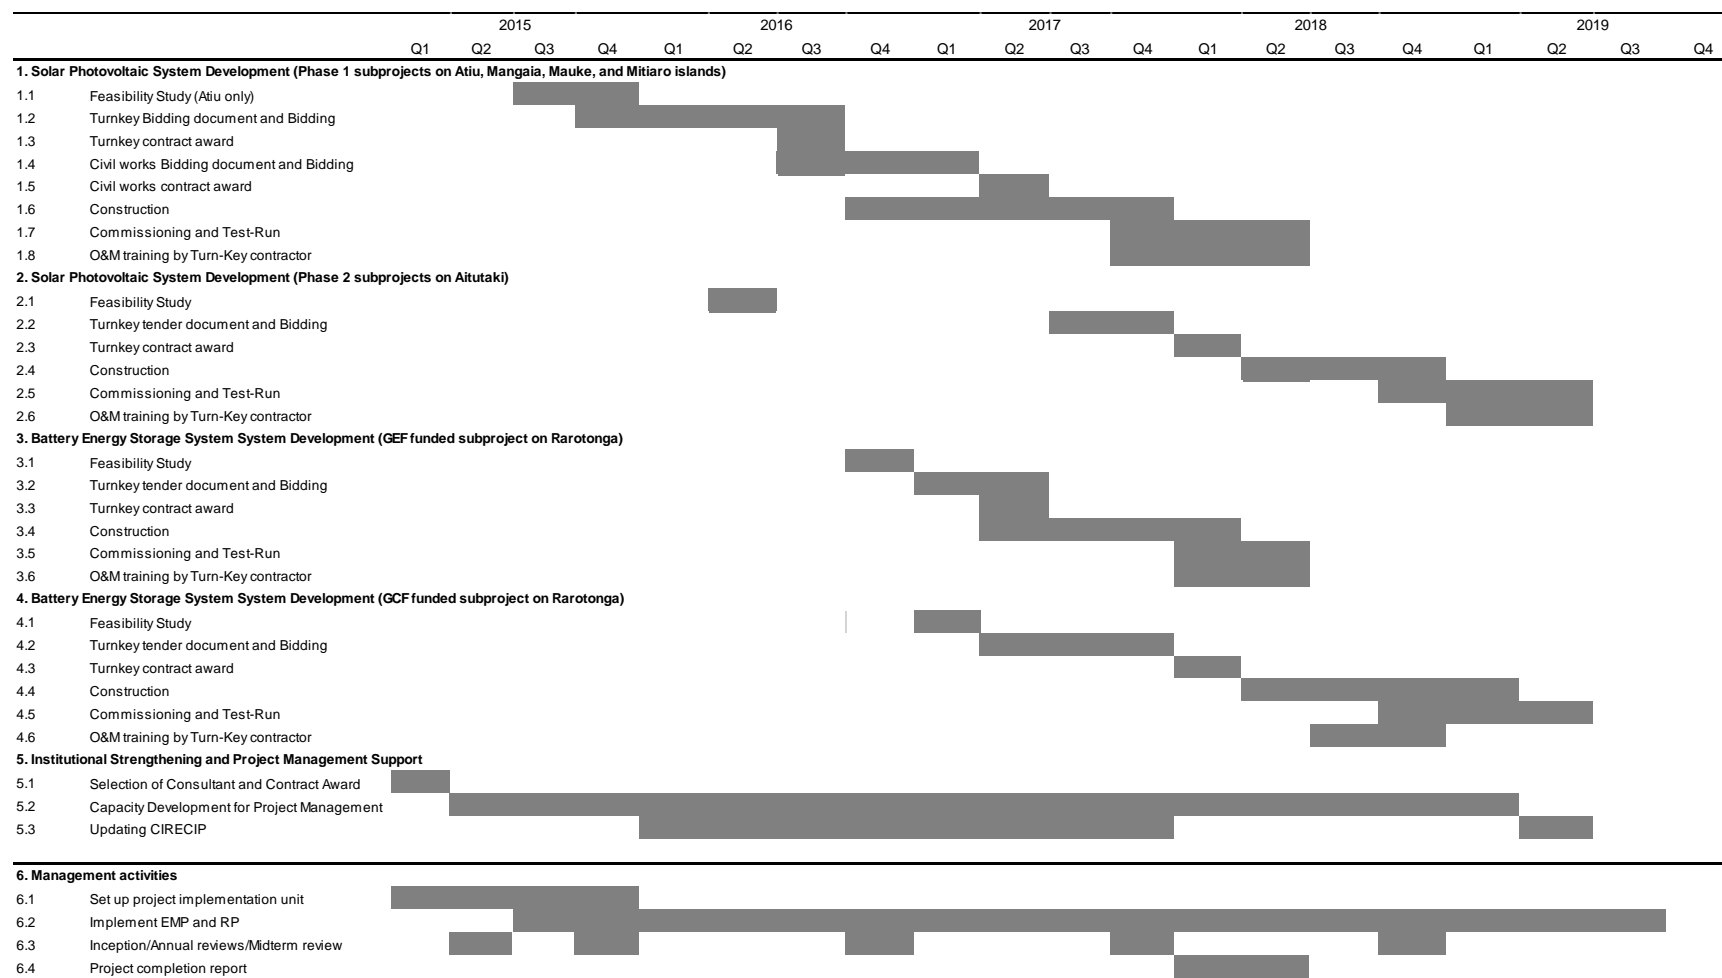 2015 2016 2017 2018 2019
Q1 Q2 Q3 Q4 Q1 Q2 Q3 Q4 Q1 Q2 Q3 Q4 Q1 Q2 Q3 Q4 Q1 Q2 Q3 Q4
1. Solar Photovoltaic System Development (Phase 1 subprojects on Atiu, Mangaia, Mauke, and Mitiaro islands)
1.1 Feasibility Study (Atiu only)
1.2 Turnkey Bidding document and Bidding
1.3 Turnkey contract award
1.4 Civil works Bidding document and Bidding
1.5 Civil works contract award
1.6 Construction
1.7 Commissioning and Test-Run
1.8 O&M training by Turn-Key contractor
2. Solar Photovoltaic System Development (Phase 2 subprojects on Aitutaki)
2.1 Feasibility Study
2.2 Turnkey tender document and Bidding
2.3 Turnkey contract award
2.4 Construction
2.5 Commissioning and Test-Run
2.6 O&M training by Turn-Key contractor
3. Battery Energy Storage System System Development (GEF funded subproject on Rarotonga)
3.1 Feasibility Study
3.2 Turnkey tender document and Bidding
3.3 Turnkey contract award
3.4 Construction
3.5 Commissioning and Test-Run
3.6 O&M training by Turn-Key contractor
4. Battery Energy Storage System System Development (GCF funded subproject on Rarotonga)
4.1 Feasibility Study
4.2 Turnkey tender document and Bidding
4.3 Turnkey contract award
4.4 Construction
4.5 Commissioning and Test-Run
4.6 O&M training by Turn-Key contractor
5. Institutional Strengthening and Project Management Support
5.1 Selection of Consultant and Contract Award
5.2 Capacity Development for Project Management
5.3 Updating CIRECIP
6. Management activities
6.1 Set up project implementation unit
6.2 Implement EMP and RP
6.3 Inception/Annual reviews/Midterm review
6.4 Project completion report